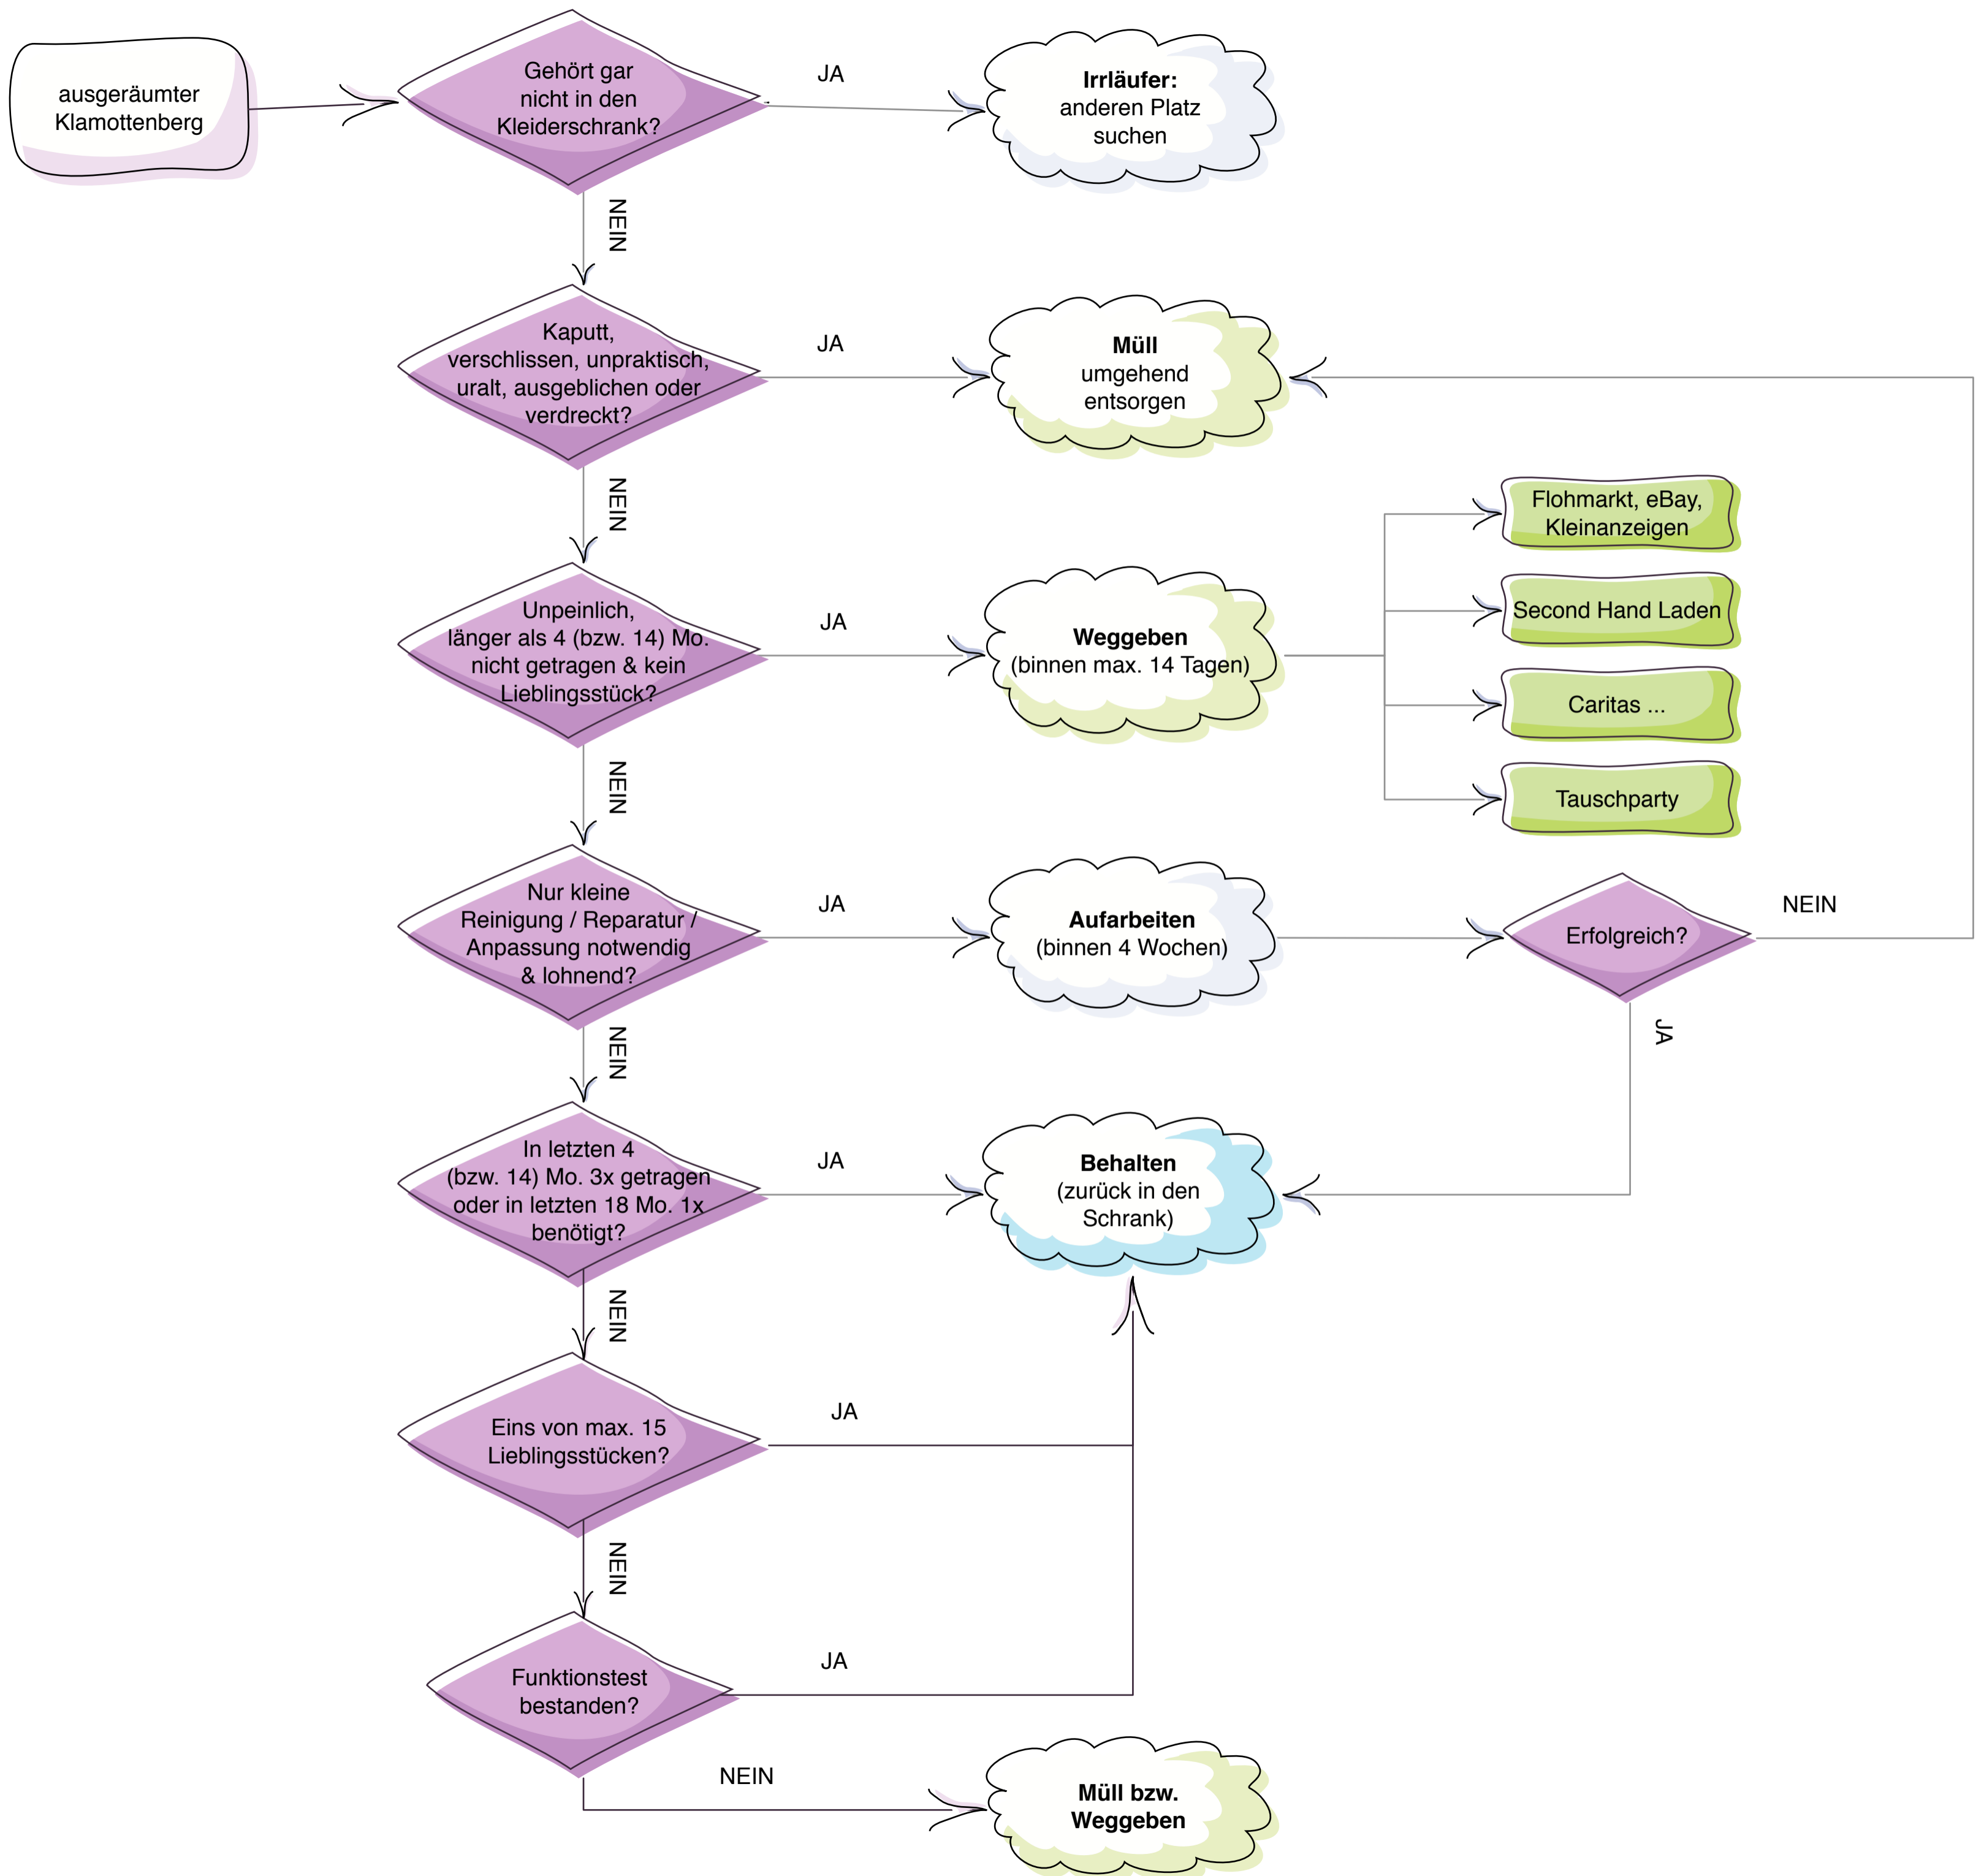 ausgeräumter
Klamottenberg
Gehört gar
nicht in den
Kleiderschrank?
JA
Irrläufer:
anderen Platz
suchen
NEIN
Kaputt,
verschlissen, unpraktisch,
uralt, ausgeblichen oder
verdreckt?
JA
Müll
umgehend
entsorgen
NEIN
Unpeinlich,
länger als 4 (bzw. 14) Mo.
nicht getragen & kein
Lieblingsstück?
JA
Weggeben
(binnen max. 14 Tagen)
Flohmarkt, eBay,
Kleinanzeigen
Second Hand Laden
Caritas ...
Tauschparty
NEIN
Nur kleine
Reinigung / Reparatur /
Anpassung notwendig
& lohnend?
JA
Aufarbeiten
(binnen 4 Wochen)
Erfolgreich?
NEIN
JA
NEIN
In letzten 4
(bzw. 14) Mo. 3x getragen
oder in letzten 18 Mo. 1x
benötigt?
JA
Behalten
(zurück in den
Schrank)
NEIN
Eins von max. 15
Lieblingsstücken?
JA
NEIN
Funktionstest
bestanden?
JA
NEIN
Müll bzw.
Weggeben